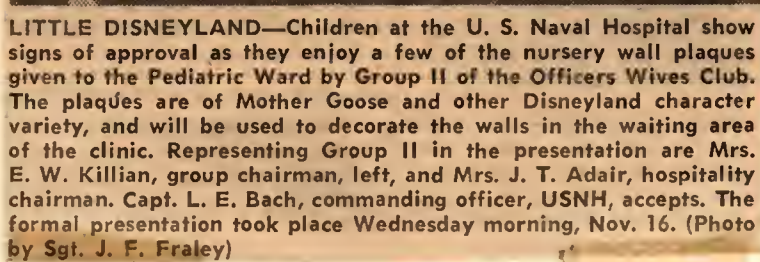 LITTLE DISNEYLAND—Children at the U. S. Naval Hospital show
signs of approval as they enjoy a few of the nursery wall plaques
given to the Pediatric Ward by Group II of the Officers Wives Club.
The plaques are of Mother Goose and other Disneyland character
variety, and will be used to decorate the walls in the waiting area
of the clinic. Representing Group II in the presentation are Mrs.
E. W. Killian, group chairman, left, and Mrs. J. T. Adair, hospitality
chairman. Capt. L. E. Bach, commanding officer, USNH, accepts. The
formal presentation took place Wednesday morning, Nov. 16. (Photo
by Sgt. J. F. Fraley)